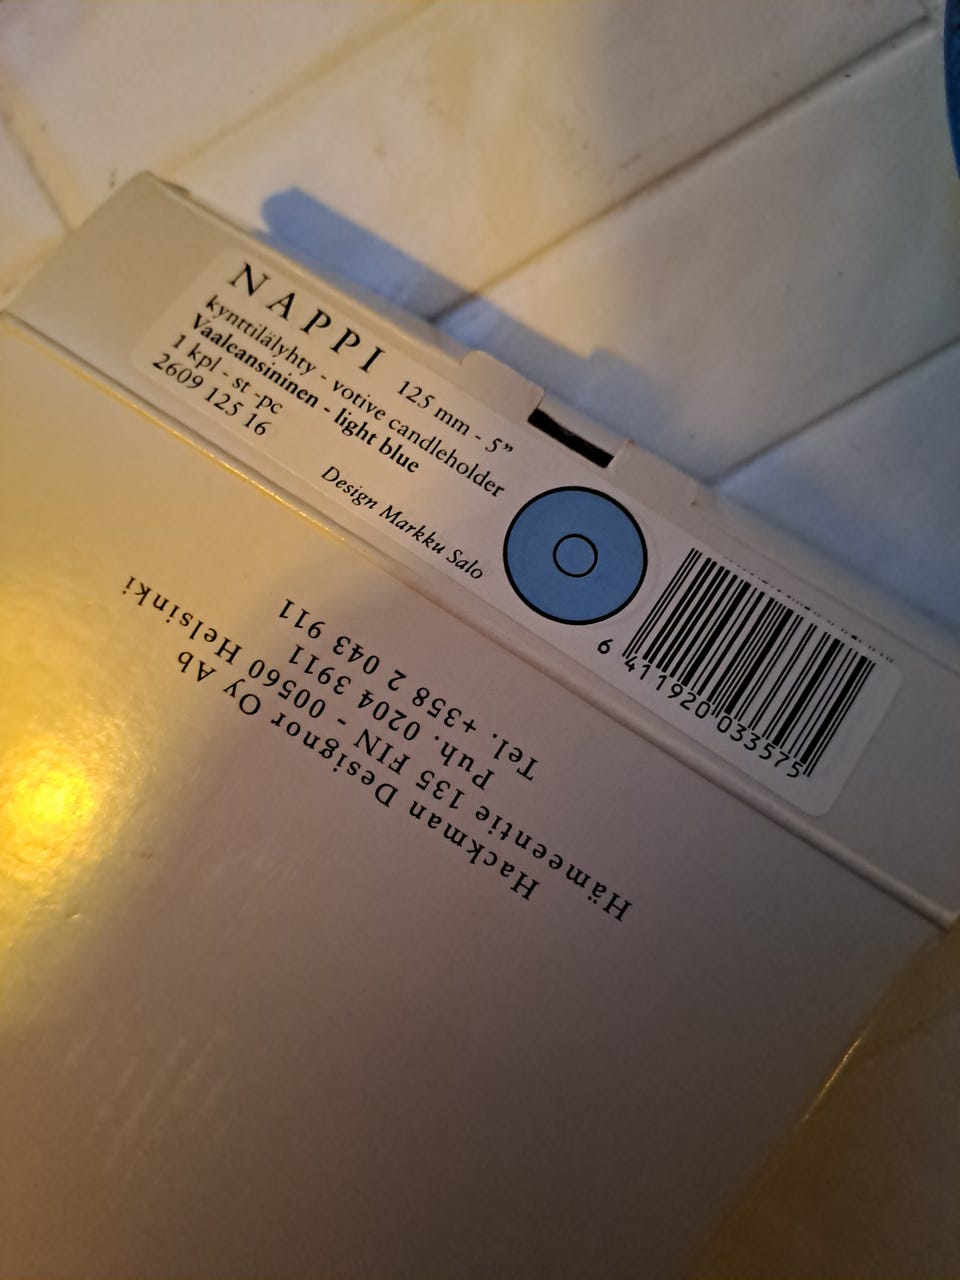 NAPPI 125 mm - 5”
kynttilälyhty - votive candleholder
Vaaleansininen - light blue
1 kpl - st -pc
2609 125 16
Design Markku Salo
6 411920 033575
Hackman Designor Oy Ab
Hämeentie 135 FIN - 00560 Helsinki
Puh. 0204 3911
Tel. +358 2 043 911